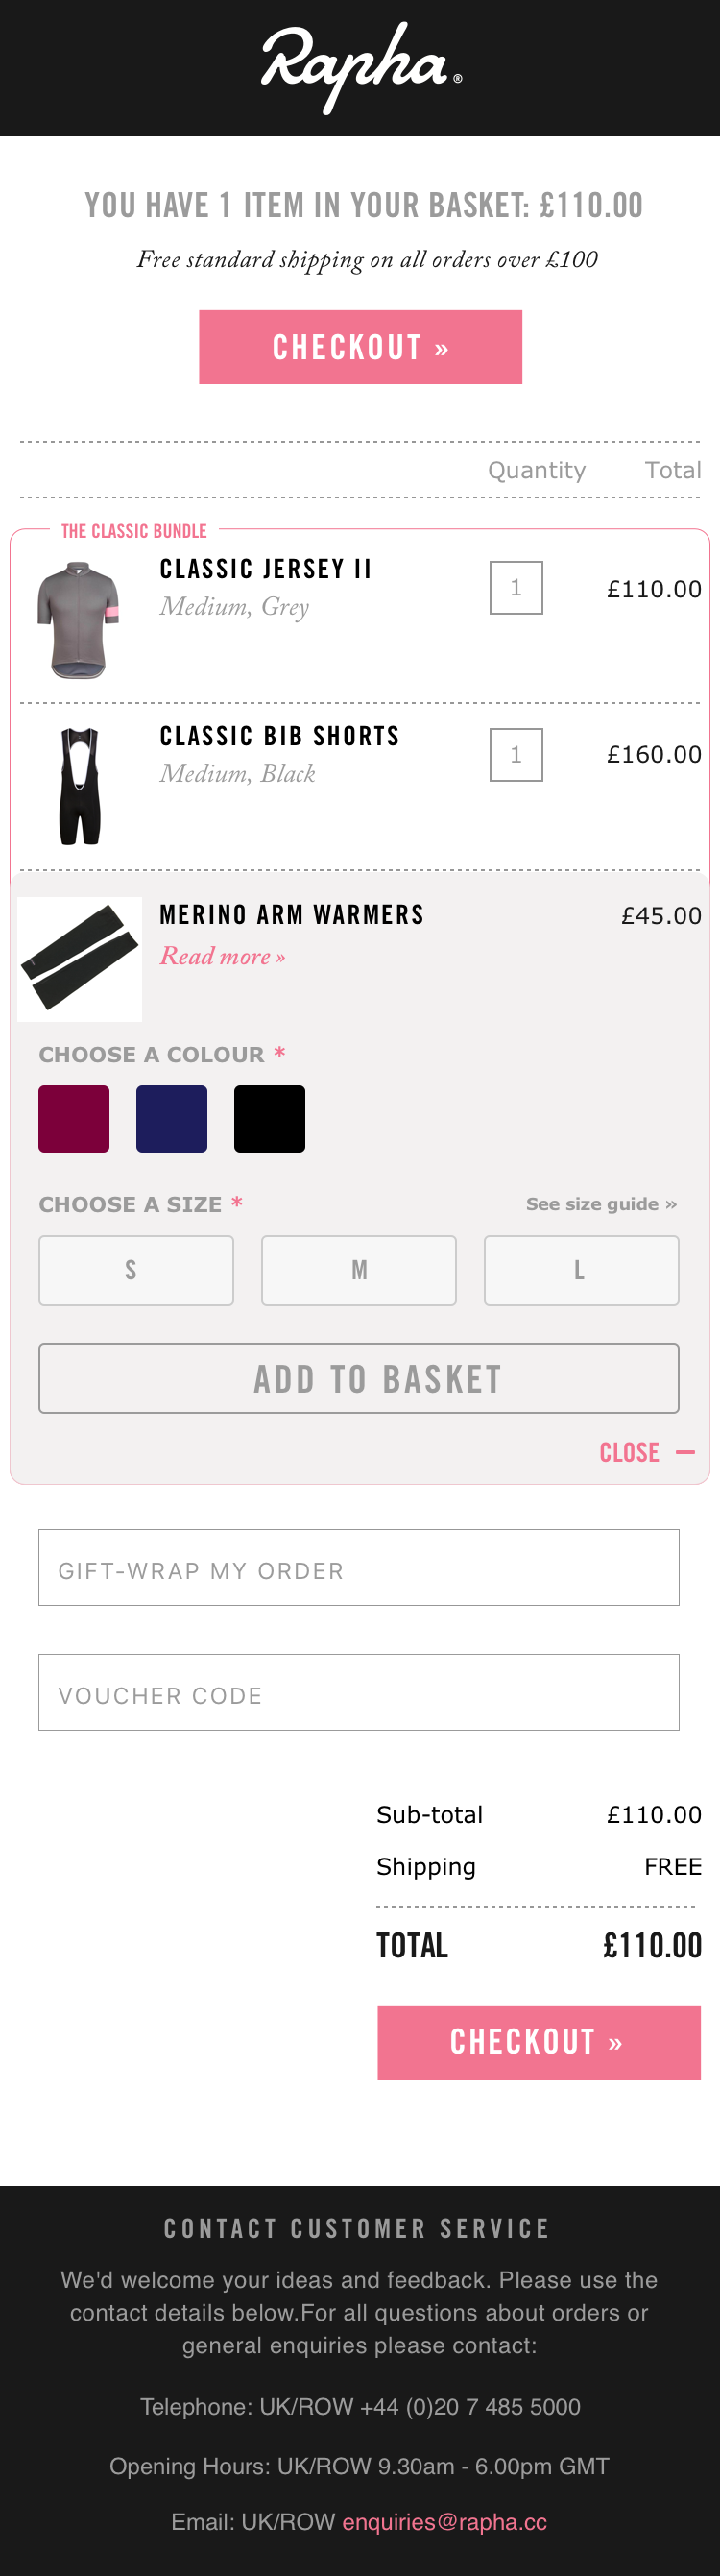 Rapha®
YOU HAVE 1 ITEM IN YOUR BASKET: £110.00
Free standard shipping on all orders over £100
CHECKOUT »
Quantity Total
THE CLASSIC BUNDLE
CLASSIC JERSEY II
Medium, Grey
1
£110.00
CLASSIC BIB SHORTS
Medium, Black
1
£160.00
MERINO ARM WARMERS
£45.00
Read more »
CHOOSE A COLOUR *
CHOOSE A SIZE *
See size guide »
S M L
ADD TO BASKET
CLOSE –
GIFT-WRAP MY ORDER
VOUCHER CODE
Sub-total £110.00
Shipping FREE
TOTAL £110.00
CHECKOUT »
CONTACT CUSTOMER SERVICE
We'd welcome your ideas and feedback. Please use the
contact details below.For all questions about orders or
general enquiries please contact:
Telephone: UK/ROW +44 (0)20 7 485 5000
Opening Hours: UK/ROW 9.30am - 6.00pm GMT
Email: UK/ROW enquiries@rapha.cc